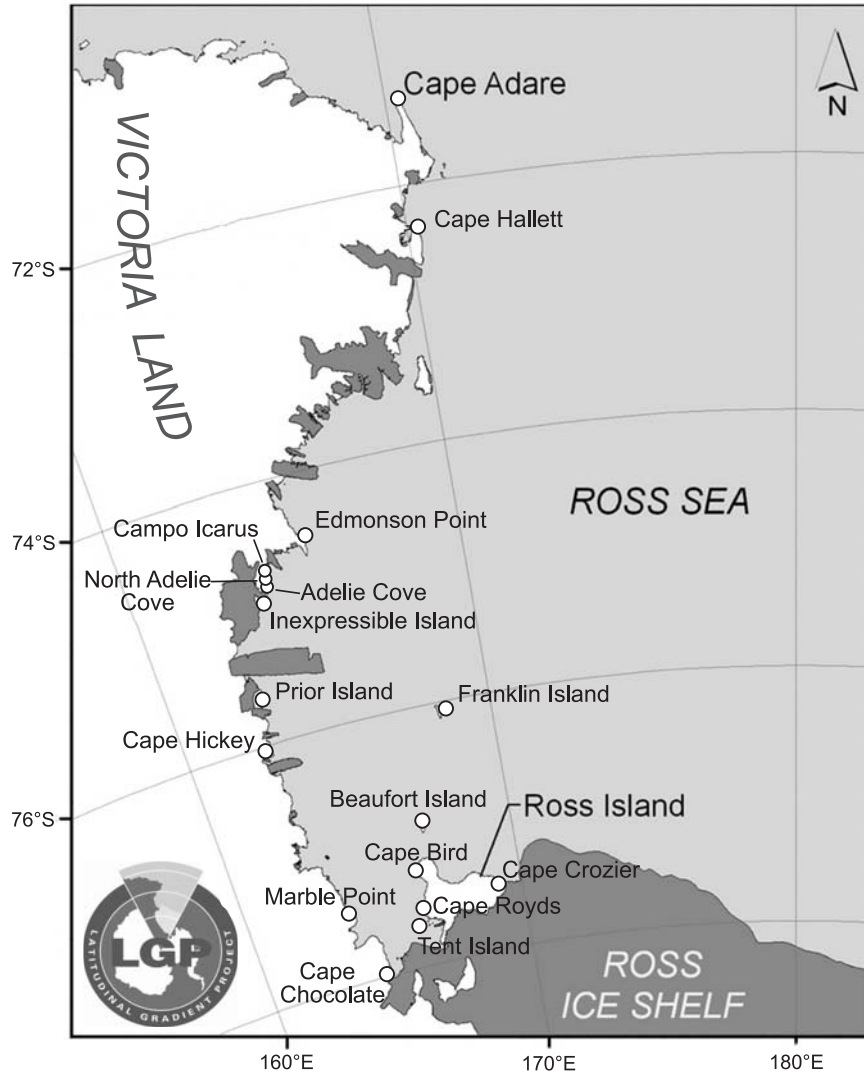 Cape Adare
N
VICTORIA LAND
Cape Hallett
72°S
ROSS SEA
Edmonson Point
Campo Icarus
74°S
North Adelie
Cove
Adelie Cove
Inexpressible Island
Prior Island
Franklin Island
Cape Hickey
76°S
Beaufort Island
Ross Island
Cape Bird
Cape Crozier
Marble Point
Cape Royds
Tent Island
LGP
LATITUDINAL GRADIENT PROJECT
Cape
Chocolate
ROSS
ICE SHELF
160°E
170°E
180°E